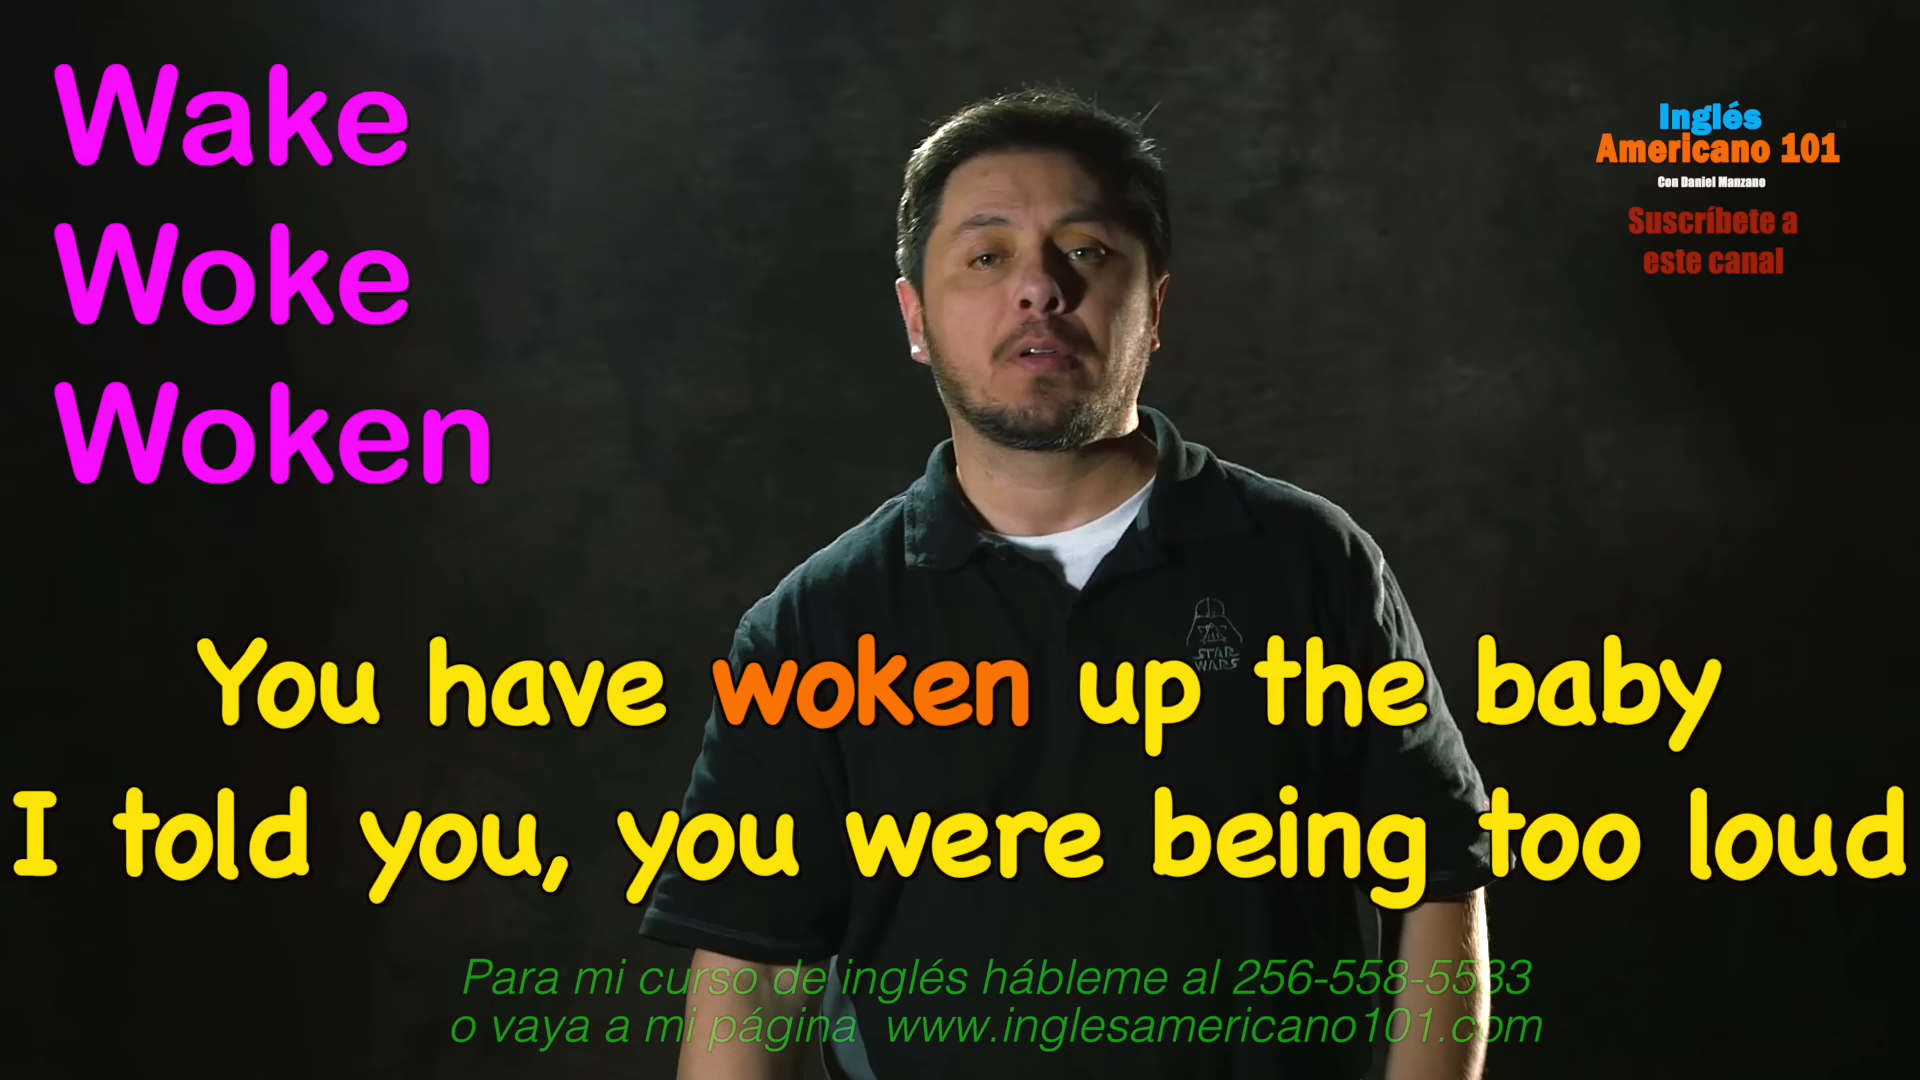 Wake
Woke
Woken
Inglés
Americano 101
Con Daniel Manzano
Suscríbete a
este canal
STAR
WARS
You have woken up the baby
I told you, you were being too loud
Para mi curso de inglés hábleme al 256-558-5533
o vaya a mi página www.inglesamericano101.com